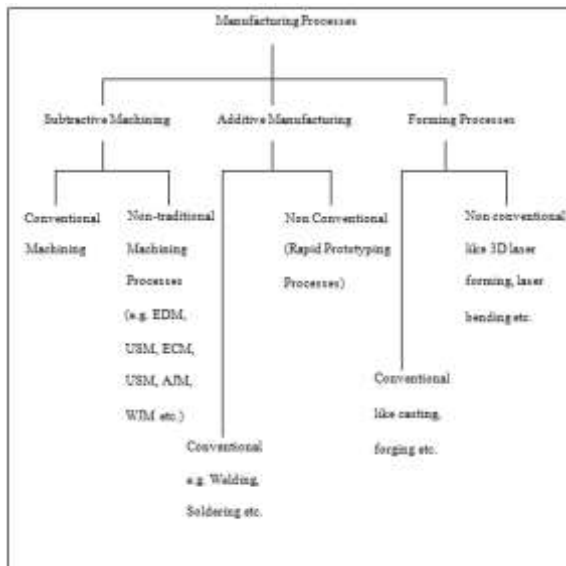 Manufacturing Processes
Subtractive Machining
Additive Manufacturing
Forming Processes
Conventional
Machining
Non-traditional
Machining
Processes
(e.g. EDM,
USM, ECM,
USM, AJM,
WJM etc.)
Conventional
e.g. Welding,
Soldering etc.
Non Conventional
(Rapid Prototyping
Processes)
Conventional
like casting,
forging etc.
Non conventional
like 3D laser
forming, laser
bending etc.